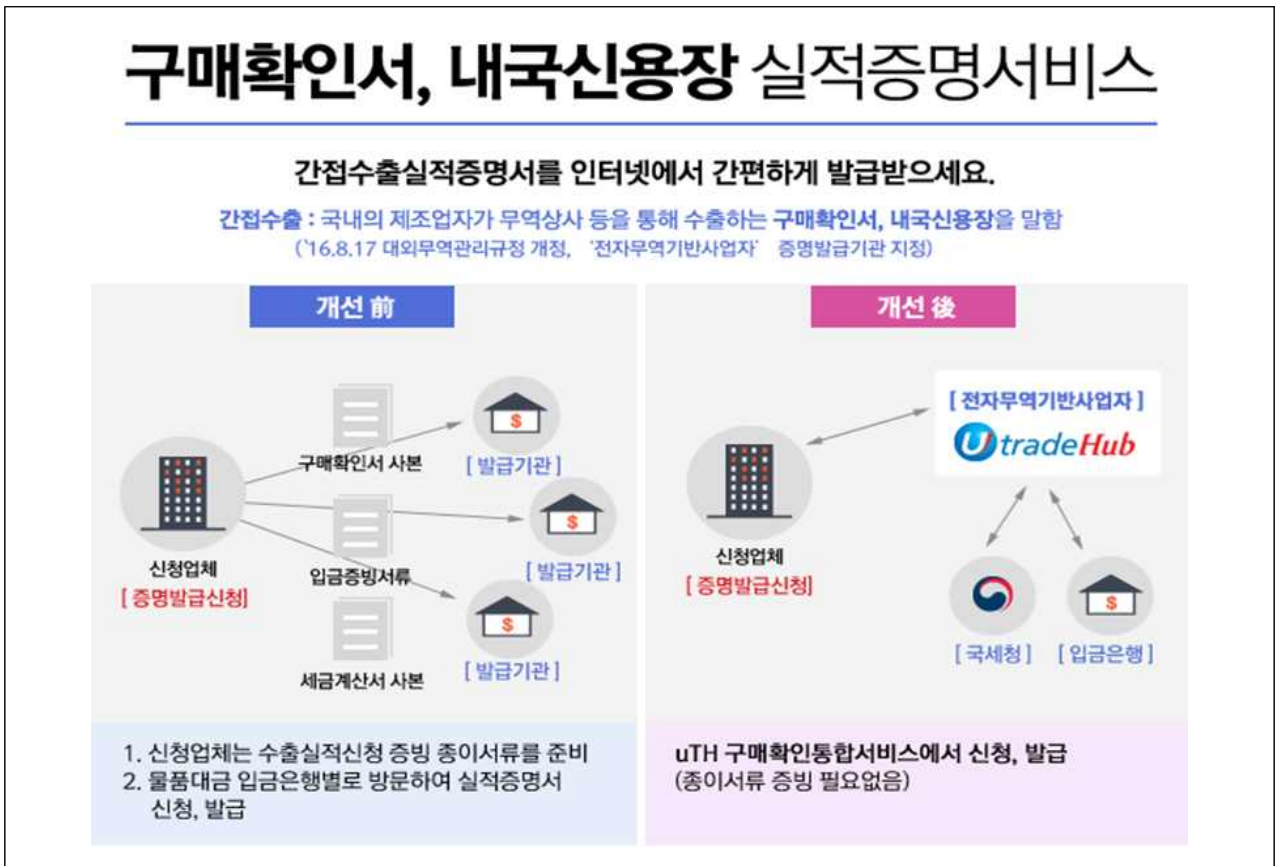 구매확인서, 내국신용장 실적증명서비스
간접수출실적증명서를 인터넷에서 간편하게 발급받으세요.
간접수출 : 국내의 제조업자가 무역상사 등을 통해 수출하는 구매확인서, 내국신용장을 말함
('16.8.17 대외무역관리규정 개정, '전자무역기반사업자' 증명발급기관 지정)
개선 前
구매확인서 사본
[ 발급기관 ]
신청업체
[ 증명발급신청]
입금증빙서류
[ 발급기관 ]
세금계산서 사본
[ 발급기관 ]
1. 신청업체는 수출실적신청 증빙 종이서류를 준비
2. 물품대금 입금은행별로 방문하여 실적증명서
신청, 발급
개선 後
[ 전자무역기반사업자 ]
UtradeHub
신청업체
[ 증명발급신청]
[ 국세청 ]
[ 입금은행 ]
uTH 구매확인통합서비스에서 신청, 발급
(종이서류 증빙 필요없음)